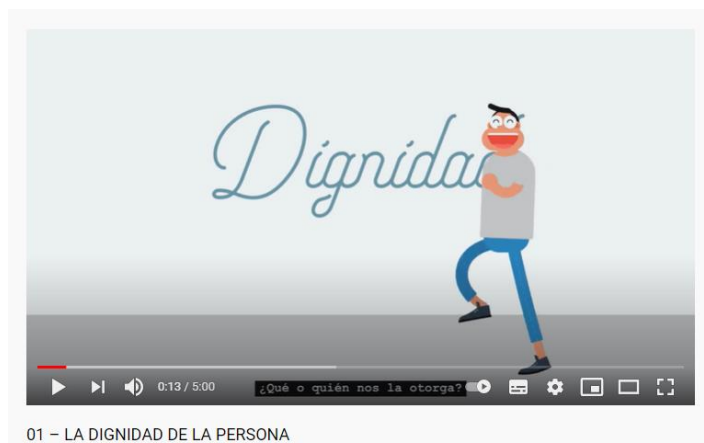 Dignidad
0:13 / 5:00
¿Qué o quién nos la otorga?
01 – LA DIGNIDAD DE LA PERSONA